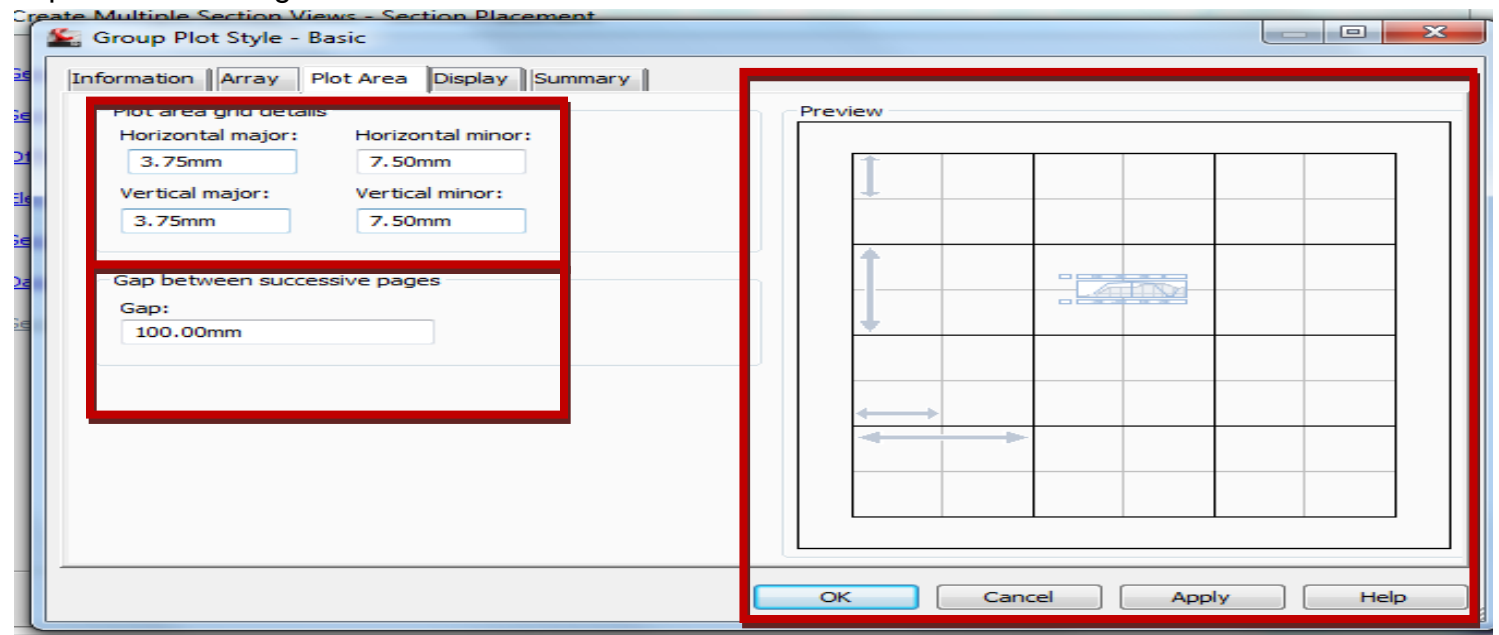 Create Multiple Section Views - Section Placement
Group Plot Style - Basic
Information Array Plot Area Display Summary
Plot area grid details
Horizontal major: Horizontal minor:
3.75mm 7.50mm
Vertical major: Vertical minor:
3.75mm 7.50mm
Gap between successive pages
Gap:
100.00mm
Preview
OK Cancel Apply Help